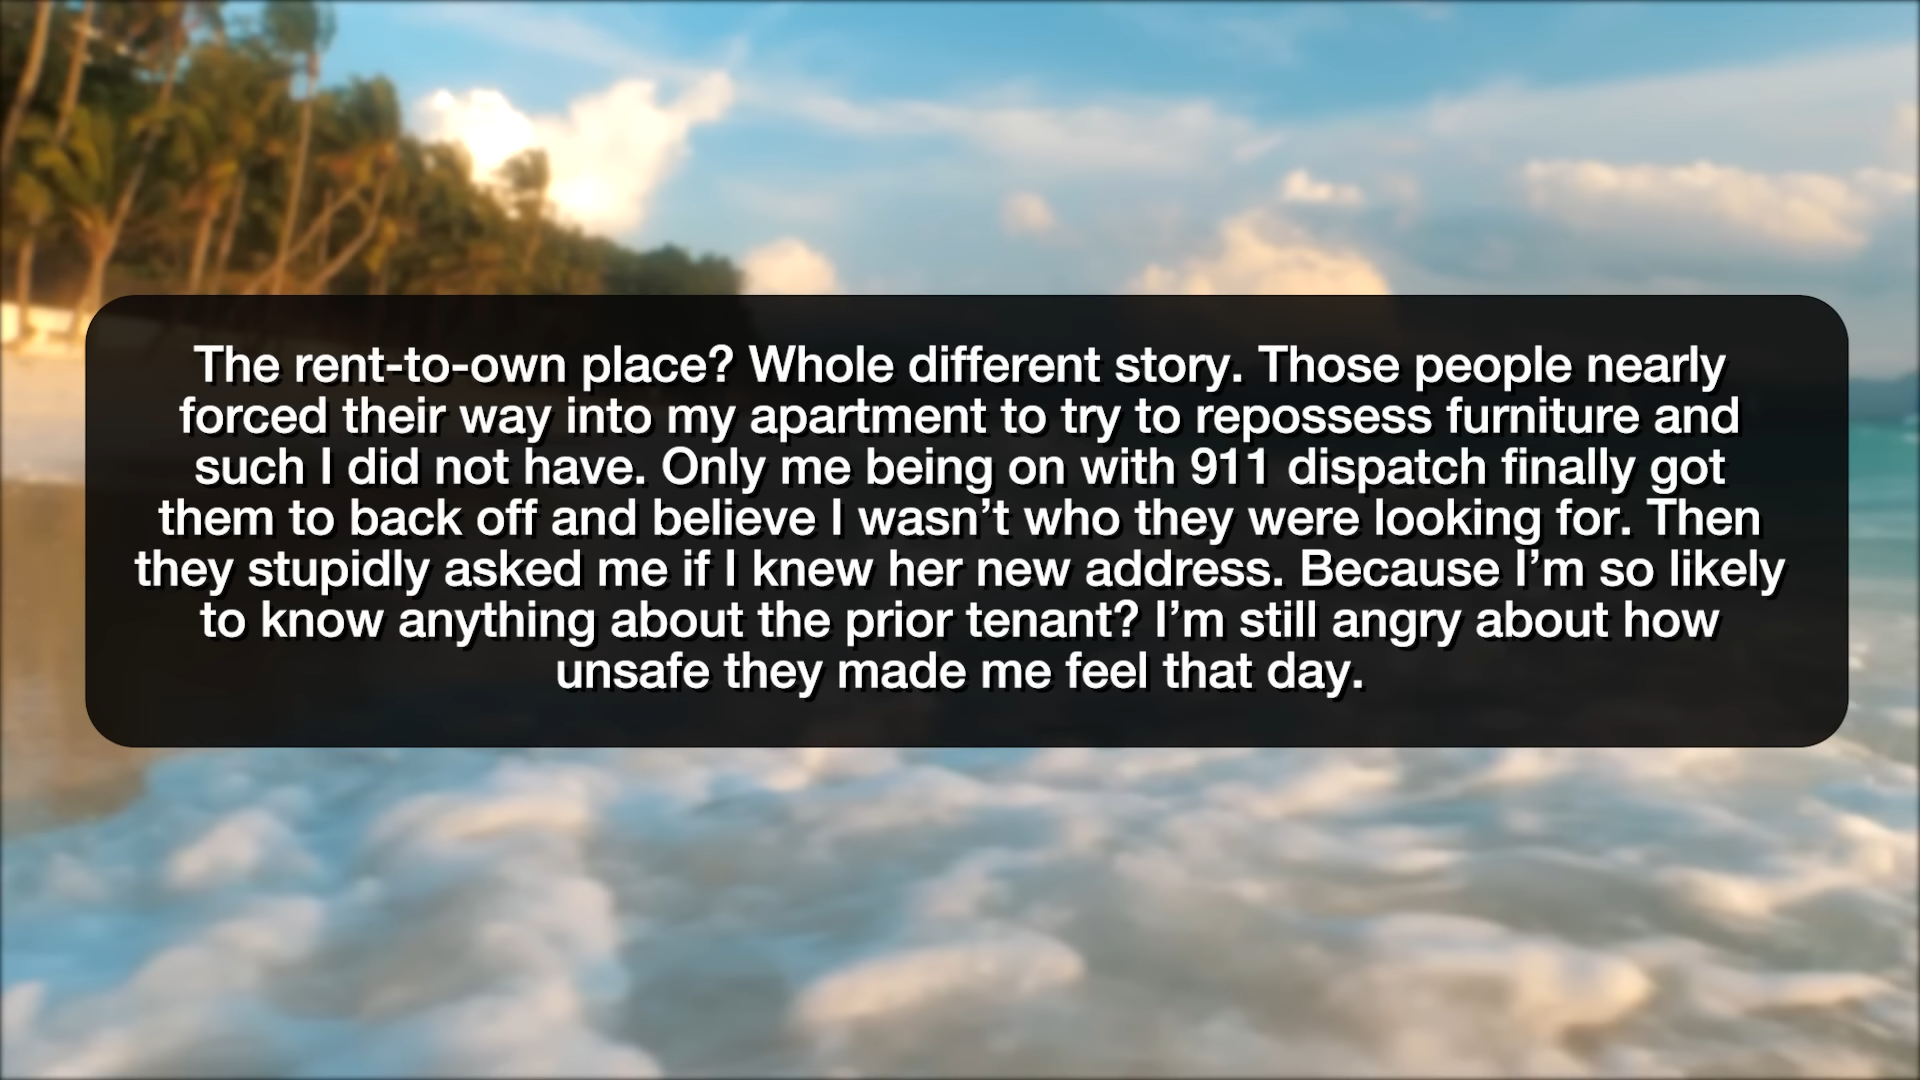 The rent-to-own place? Whole different story. Those people nearly
forced their way into my apartment to try to repossess furniture and
such I did not have. Only me being on with 911 dispatch finally got
them to back off and believe I wasn’t who they were looking for. Then
they stupidly asked me if I knew her new address. Because I’m so likely
to know anything about the prior tenant? I’m still angry about how
unsafe they made me feel that day.